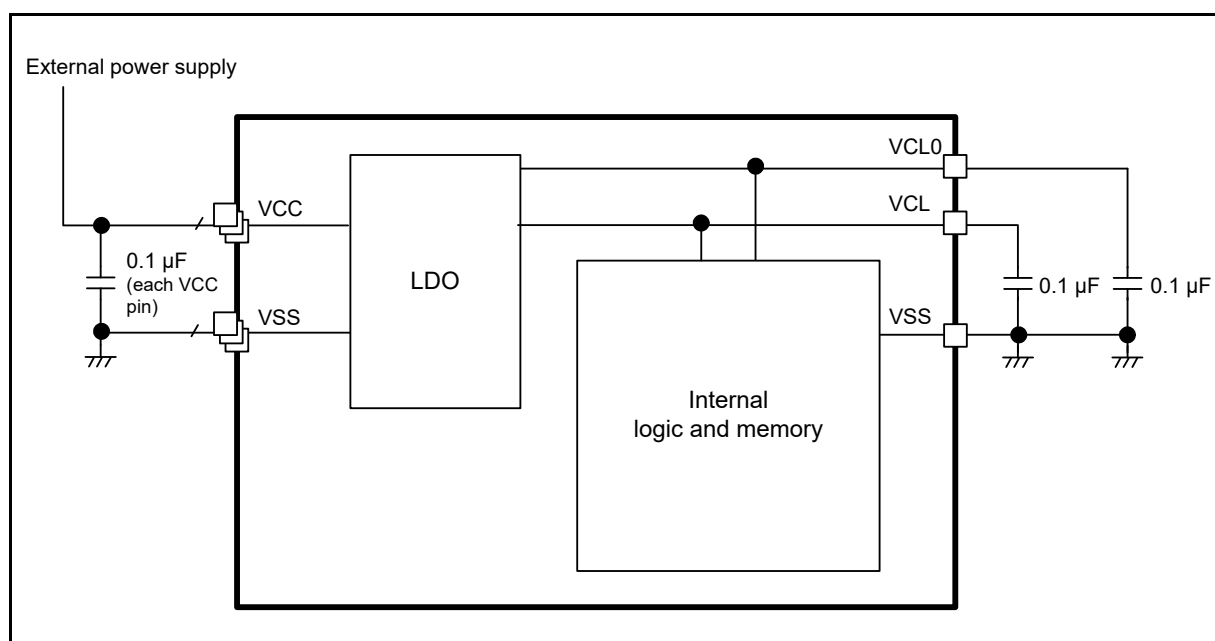 External power supply
VCL0
VCC
VCL
0.1 µF
(each VCC
pin)
LDO
0.1 µF
0.1 µF
VSS
VSS
Internal
logic and memory